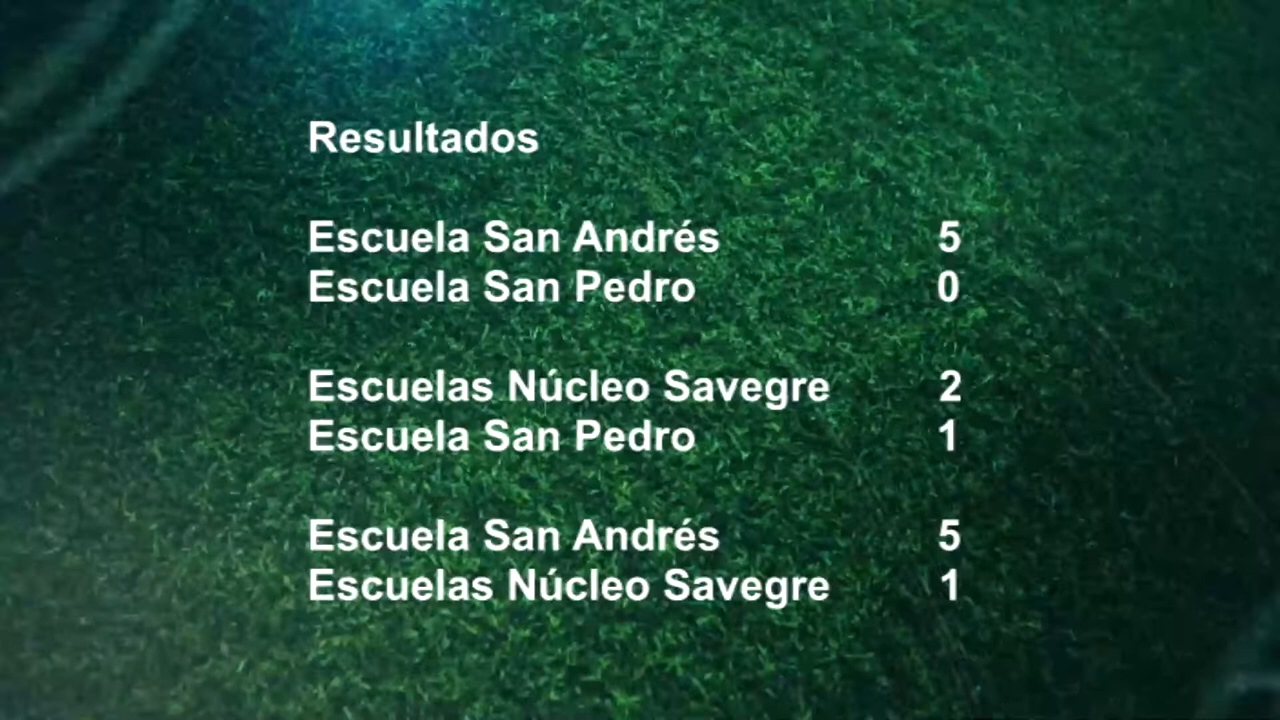 Resultados
Escuela San Andrés 5
Escuela San Pedro 0
Escuelas Núcleo Savegre 2
Escuela San Pedro 1
Escuela San Andrés 5
Escuelas Núcleo Savegre 1